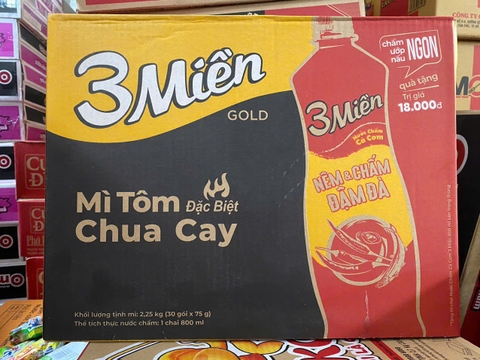 3Miền
GOLD
Mì Tôm Đặc Biệt
Chua Cay
Khối lượng tịnh mì: 2,25 kg (30 gói x 75 g)
Thể tích thực nước chấm: 1 chai 800 ml
chấm
ướp
nấu
NGON
quà tặng
Trị giá
18.000đ
3Miền
Nước Chấm
Cô Cơm
NÊM & CHẤM
ĐẬM ĐÀ